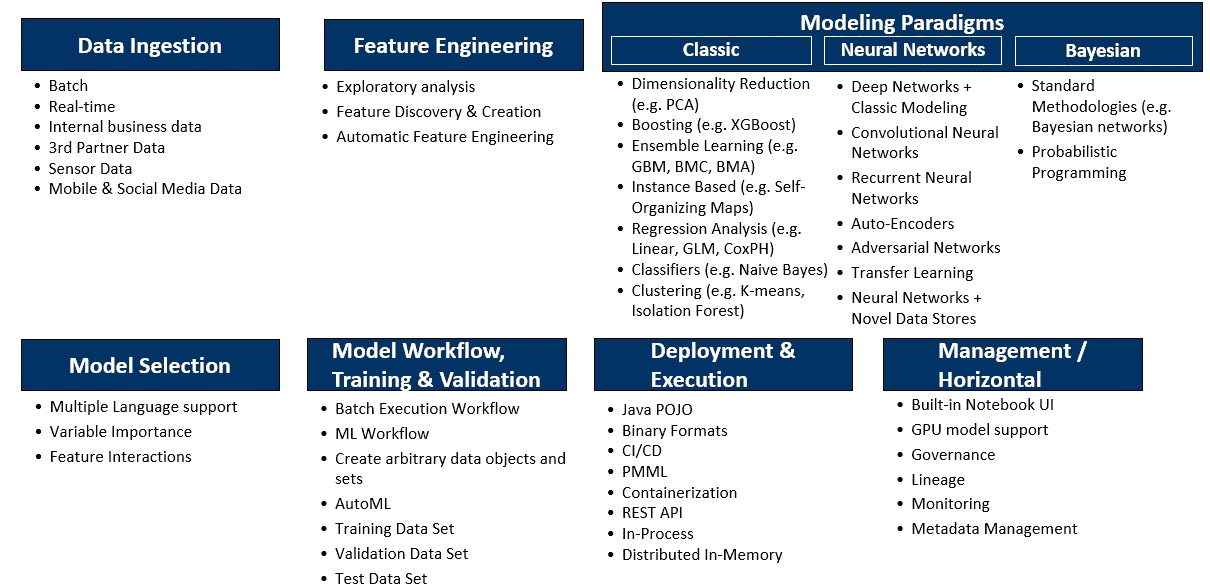 Data Ingestion
• Batch
• Real-time
• Internal business data
• 3rd Partner Data
• Sensor Data
• Mobile & Social Media Data
Feature Engineering
• Exploratory analysis
• Feature Discovery & Creation
• Automatic Feature Engineering
Modeling Paradigms
Classic
• Dimensionality Reduction
(e.g. PCA)
• Boosting (e.g. XGBoost)
• Ensemble Learning (e.g.
GBM, BMC, BMA)
• Instance Based (e.g. Self-
Organizing Maps)
• Regression Analysis (e.g.
Linear, GLM, CoxPH)
• Classifiers (e.g. Naive Bayes)
• Clustering (e.g. K-means,
Isolation Forest)
Neural Networks
• Deep Networks +
Classic Modeling
• Convolutional Neural
Networks
• Recurrent Neural
Networks
• Auto-Encoders
• Adversarial Networks
• Transfer Learning
• Neural Networks +
Novel Data Stores
Bayesian
• Standard
Methodologies (e.g.
Bayesian networks)
• Probabilistic
Programming
Model Selection
• Multiple Language support
• Variable Importance
• Feature Interactions
Model Workflow,
Training & Validation
• Batch Execution Workflow
• ML Workflow
• Create arbitrary data objects and
sets
• AutoML
• Training Data Set
• Validation Data Set
• Test Data Set
Deployment &
Execution
• Java POJO
• Binary Formats
• CI/CD
• PMML
• Containerization
• REST API
• In-Process
• Distributed In-Memory
Management /
Horizontal
• Built-in Notebook UI
• GPU model support
• Governance
• Lineage
• Monitoring
• Metadata Management